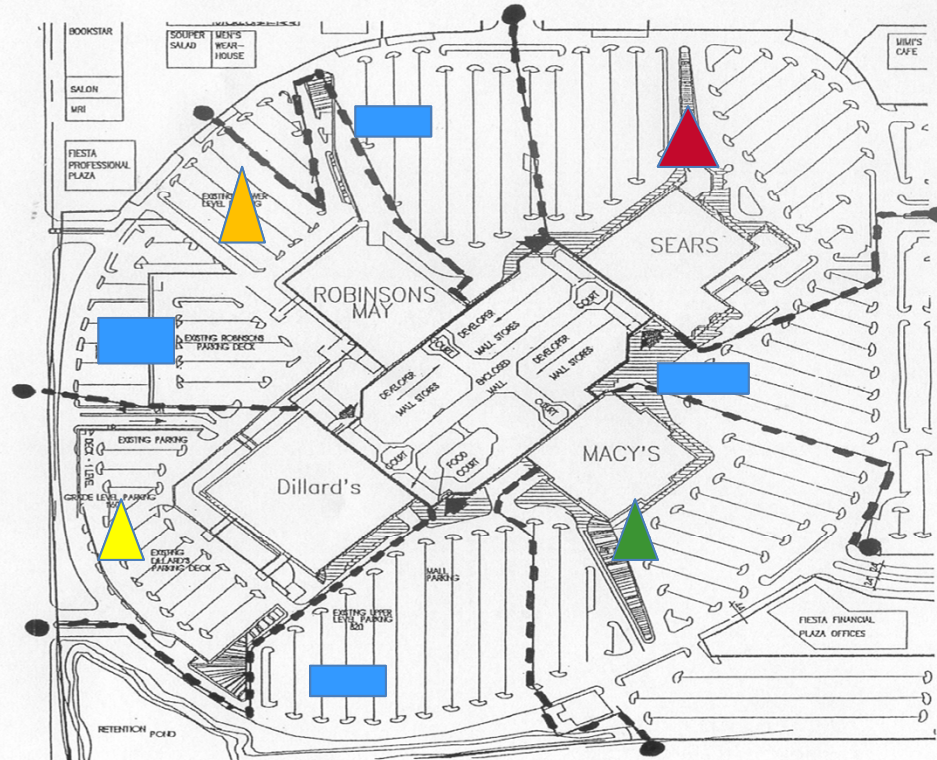 BOOKSTAR
SOUPER
SALAD
MEN'S
WEAR-
HOUSE
MIMI'S
CAFE
SALON
MRI
FIESTA
PROFESSIONAL
PLAZA
SEARS
ROBINSONS
MAY
COURT
DEVELOPER
MALL STORES
DEVELOPER
MALL STORES
EXISTING ROBINSONS
PARKING DECK
ENCLOSED
MALL
DEVELOPER
MALL STORES
COURT
EXISTING PARKING
MACY'S
COURT
FOOD
COURT
Dillard's
GRADE LEVEL PARKING
EXISTING
DILLARD'S
PARKING DECK
MALL
PARKING
EXISTING UPPER
LEVEL PARKING
820
24
24
FIESTA FINANCIAL
PLAZA OFFICES
RETENTION POND